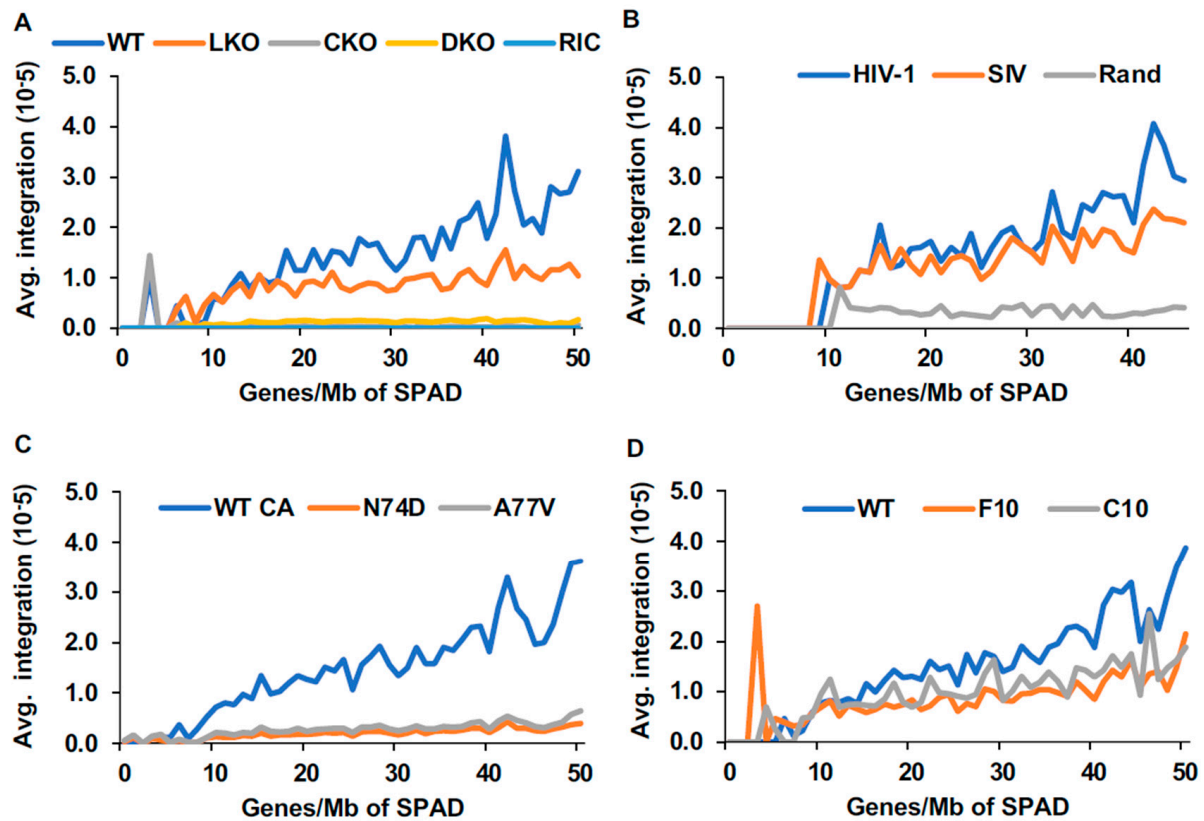 A
WT LKO CKO DKO RIC
Avg. integration (10-5)
5.0
4.0
3.0
2.0
1.0
0.0
0 10 20 30 40 50
Genes/Mb of SPAD
B
HIV-1 SIV Rand
Avg. integration (10-5)
5.0
4.0
3.0
2.0
1.0
0.0
0 10 20 30 40
Genes/Mb of SPAD
C
WT CA N74D A77V
Avg. integration (10-5)
5.0
4.0
3.0
2.0
1.0
0.0
0 10 20 30 40 50
Genes/Mb of SPAD
D
WT F10 C10
Avg. integration (10-5)
5.0
4.0
3.0
2.0
1.0
0.0
0 10 20 30 40 50
Genes/Mb of SPAD